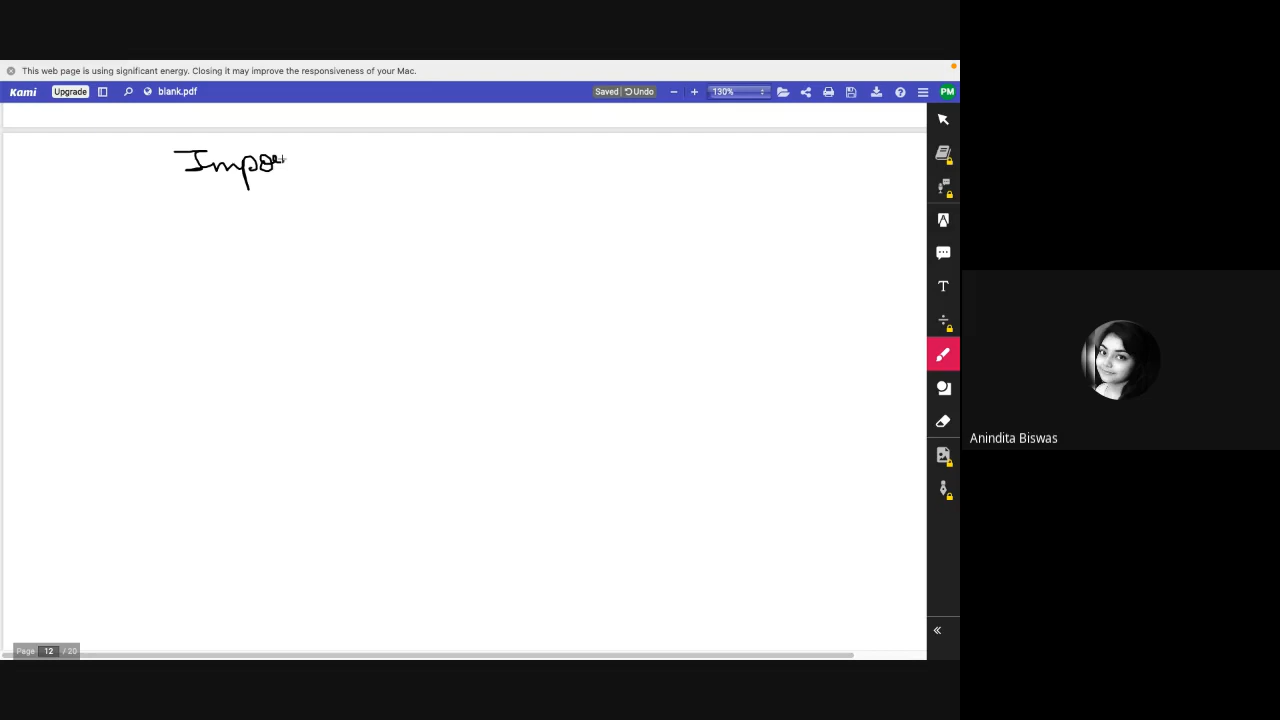 This web page is using significant energy. Closing it may improve the responsiveness of your Mac.
Kami Upgrade blank.pdf Saved Undo 130% PM
Impor
T
Anindita Biswas
Page 12 / 20